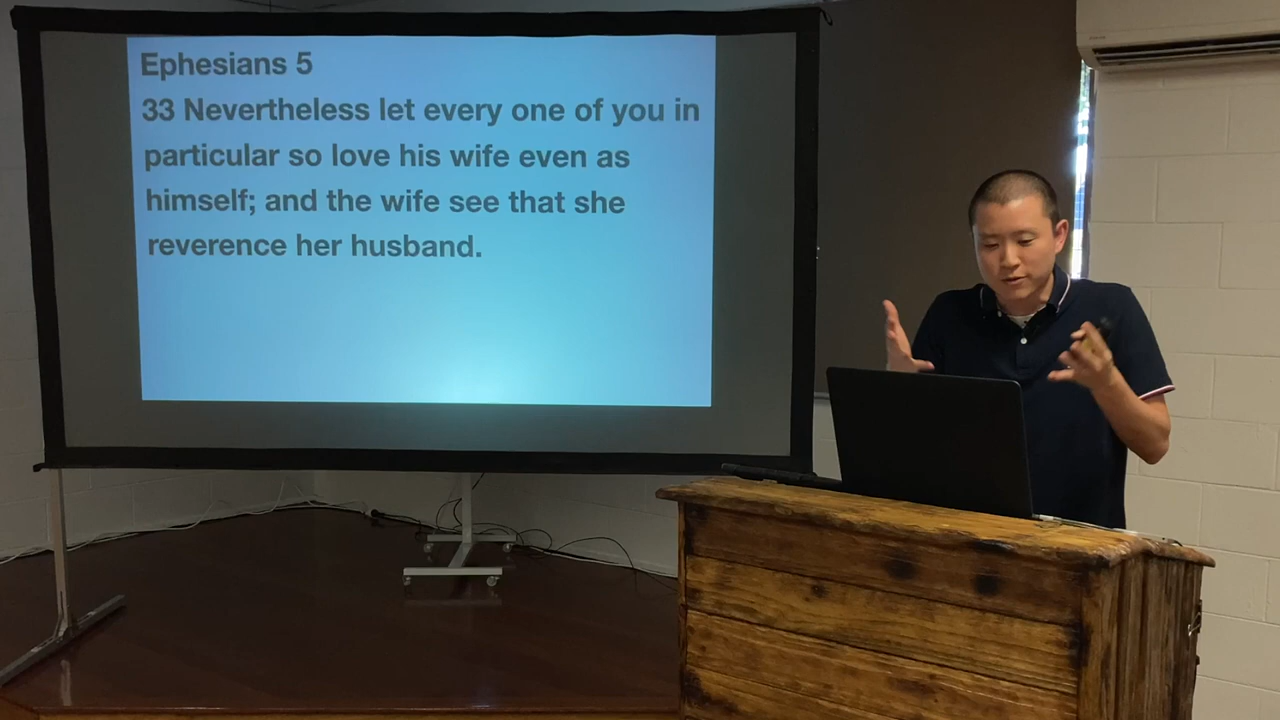 Ephesians 5
33 Nevertheless let every one of you in
particular so love his wife even as
himself; and the wife see that she
reverence her husband.